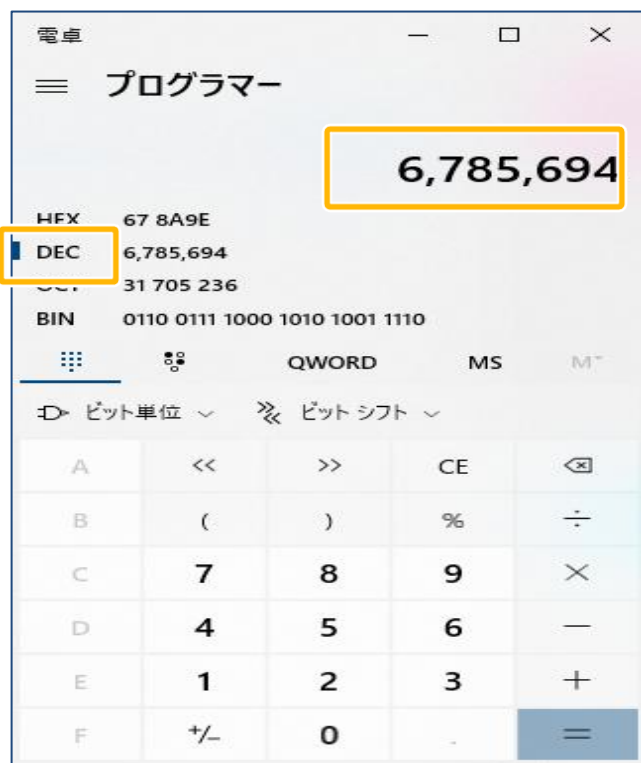 電卓
プログラマー
6,785,694
HEX 67 8A9E
DEC 6,785,694
OCT 31 705 236
BIN 0110 0111 1000 1010 1001 1110
QWORD MS M˅
ビット単位 ビット シフト
A << >> CE
B ( ) % ÷
C 7 8 9 ×
D 4 5 6 −
E 1 2 3 +
F +/− 0 . =